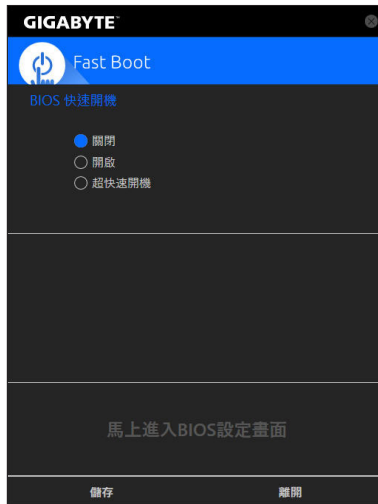 GIGABYTE™
Fast Boot
BIOS 快速開機
關閉
開啟
超快速開機
馬上進入BIOS設定畫面
儲存 離開